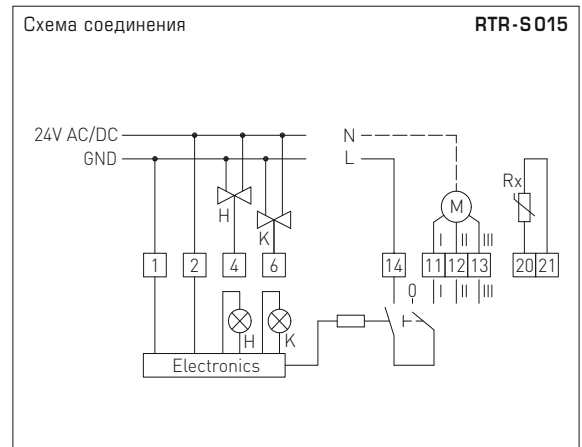 Схема соединения RTR-S015
24V AC/DC N
GND L
Rx
H M
K I II III
1 2 4 6 14 11 12 13 20 21
0 I II III
H K
Electronics